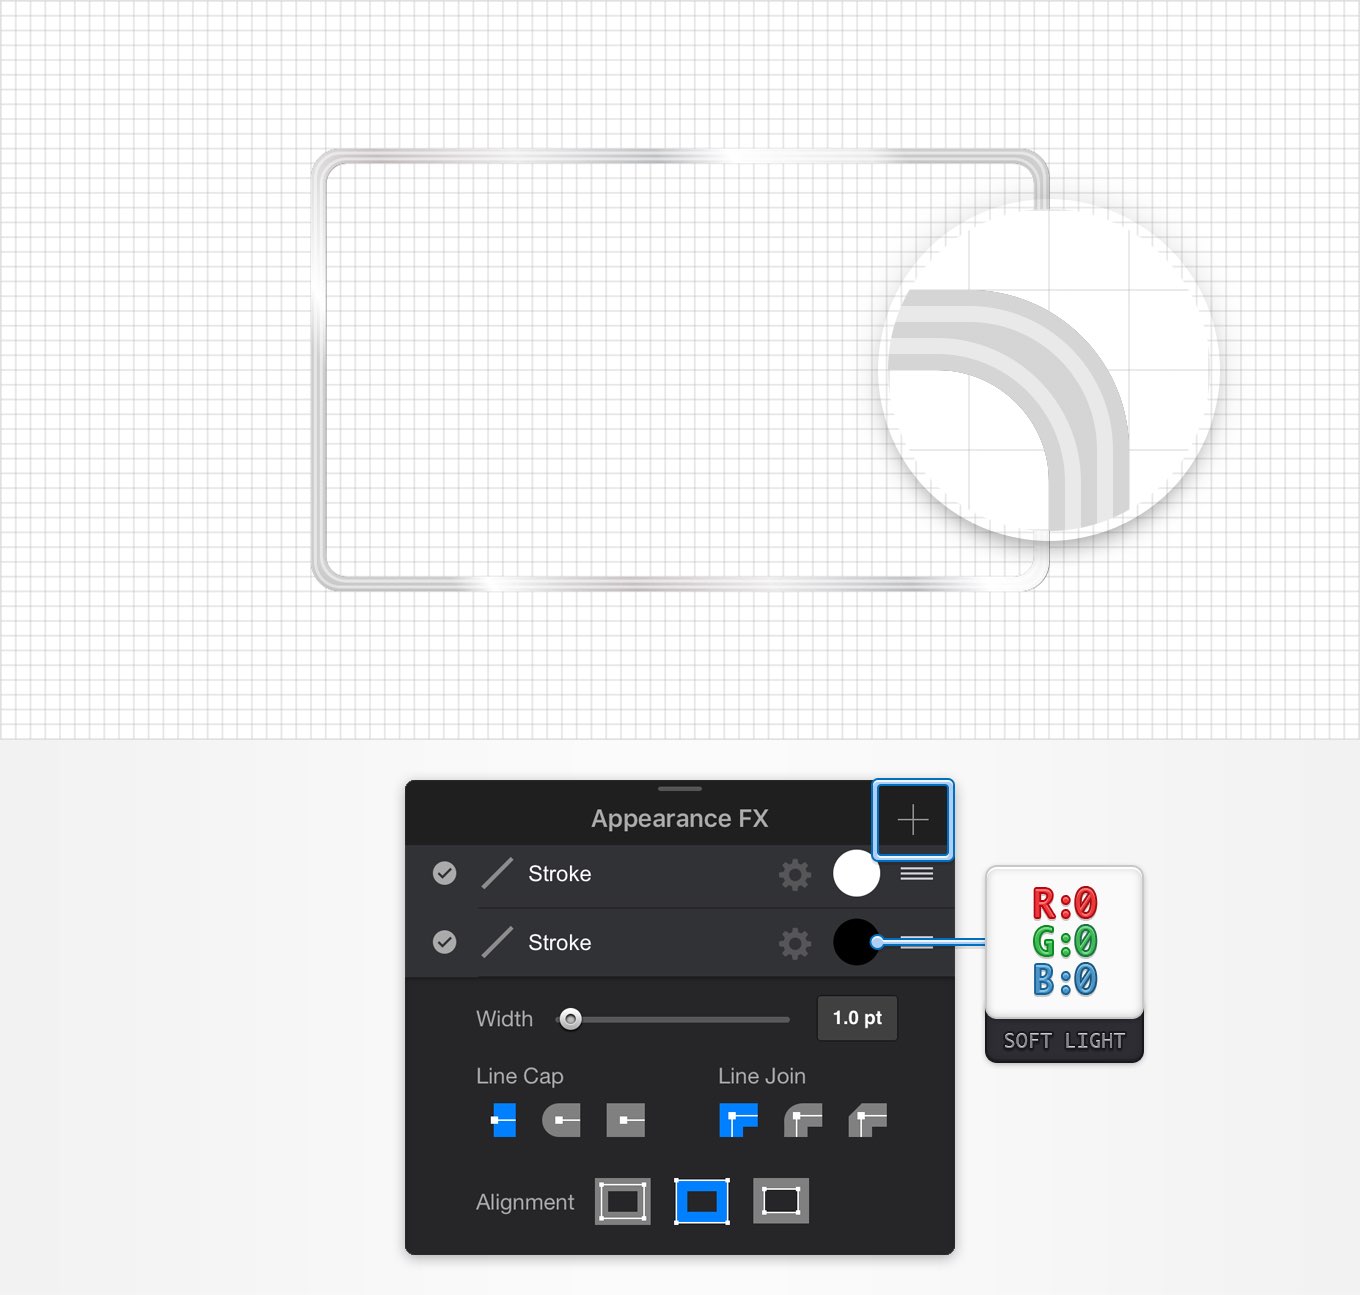 Appearance FX
Stroke
Stroke
R:0
G:0
B:0
SOFT LIGHT
Width
1.0 pt
Line Cap
Line Join
Alignment